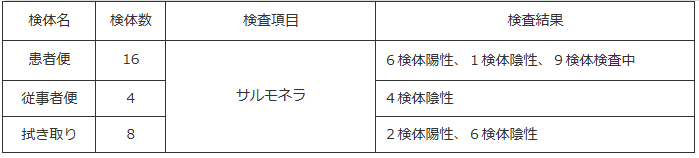 検体名 検体数 検査項目 検査結果
患者便 16 サルモネラ ６検体陽性、１検体陰性、９検体検査中
従事者便 4 ４検体陰性
拭き取り 8 ２検体陽性、６検体陰性